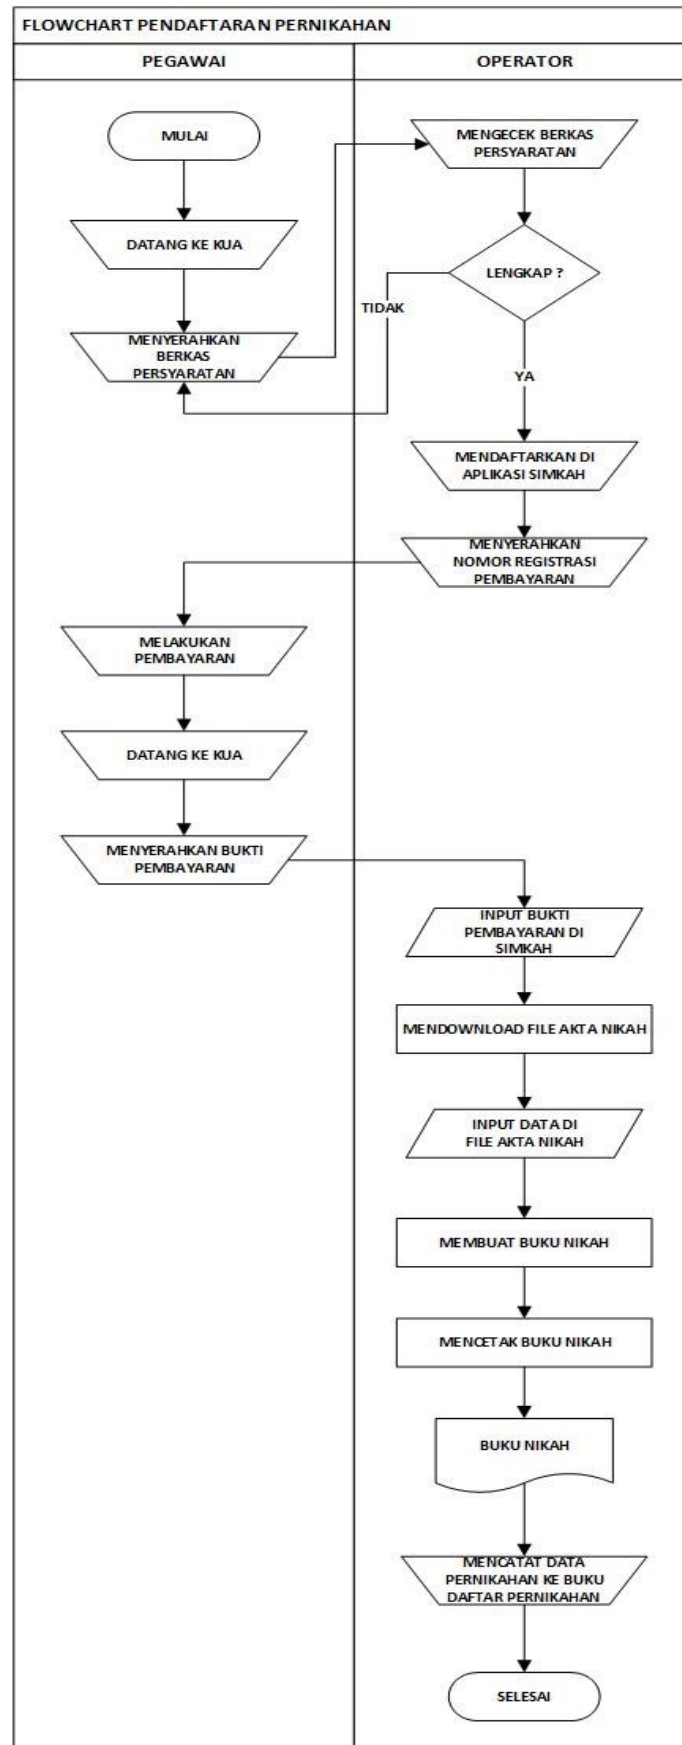 FLOWCHART PENDAFTARAN PERNIKAHAN
PEGAWAI
OPERATOR
MULAI
DATANG KE KUA
MENYERAHKAN
BERKAS
PERSYARATAN
MENGECEK BERKAS
PERSYARATAN
LENGKAP ?
TIDAK
YA
MENDAFTARKAN DI
APLIKASI SIMKAH
MENYERAHKAN
NOMOR REGISTRASI
PEMBAYARAN
MELAKUKAN
PEMBAYARAN
DATANG KE KUA
MENYERAHKAN BUKTI
PEMBAYARAN
INPUT BUKTI
PEMBAYARAN DI
SIMKAH
MENDOWNLOAD FILE AKTA NIKAH
INPUT DATA DI
FILE AKTA NIKAH
MEMBUAT BUKU NIKAH
MENCETAK BUKU NIKAH
BUKU NIKAH
MENCATAT DATA
PERNIKAHAN KE BUKU
DAFTAR PERNIKAHAN
SELESAI